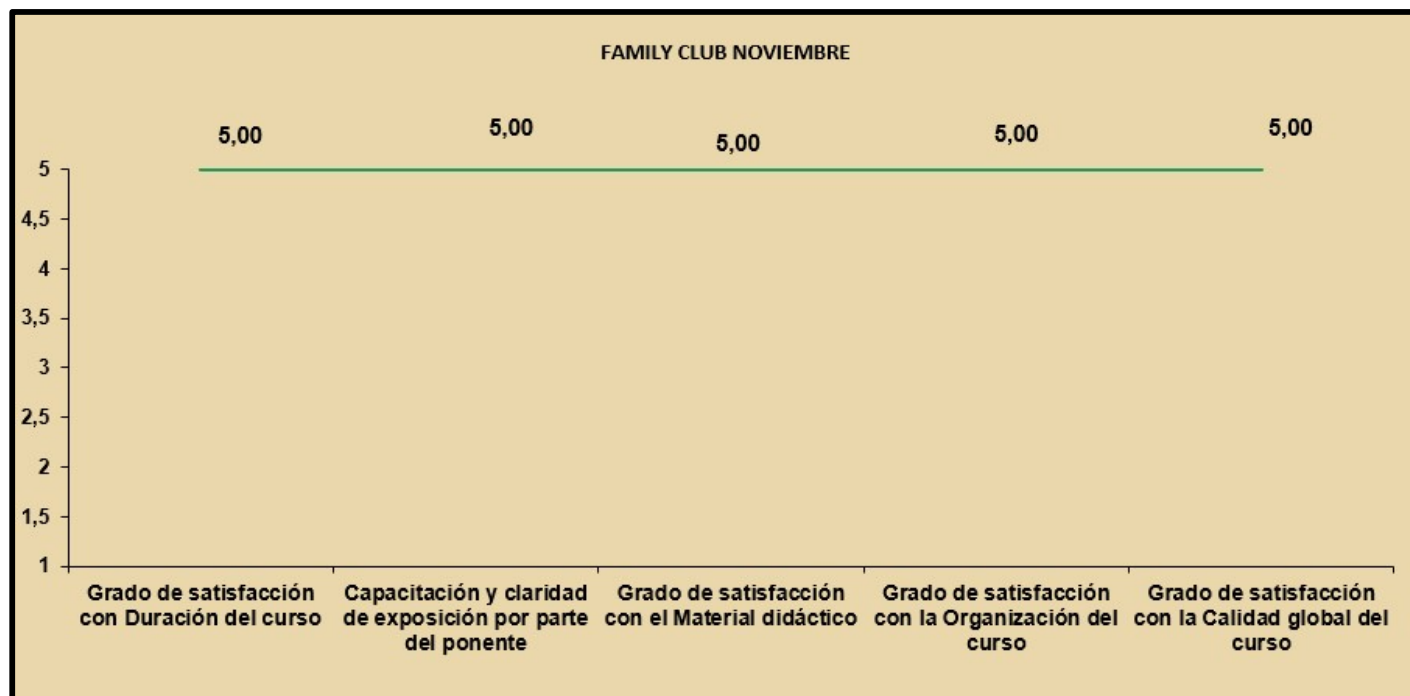 FAMILY CLUB NOVIEMBRE
5,00
5,00
5,00
5,00
5,00
5
4,5
4
3,5
3
2,5
2
1,5
1
Grado de satisfacción
con Duración del curso
Capacitación y claridad
de exposición por parte
del ponente
Grado de satisfacción
con el Material didáctico
Grado de satisfacción
con la Organización del
curso
Grado de satisfacción
con la Calidad global del
curso